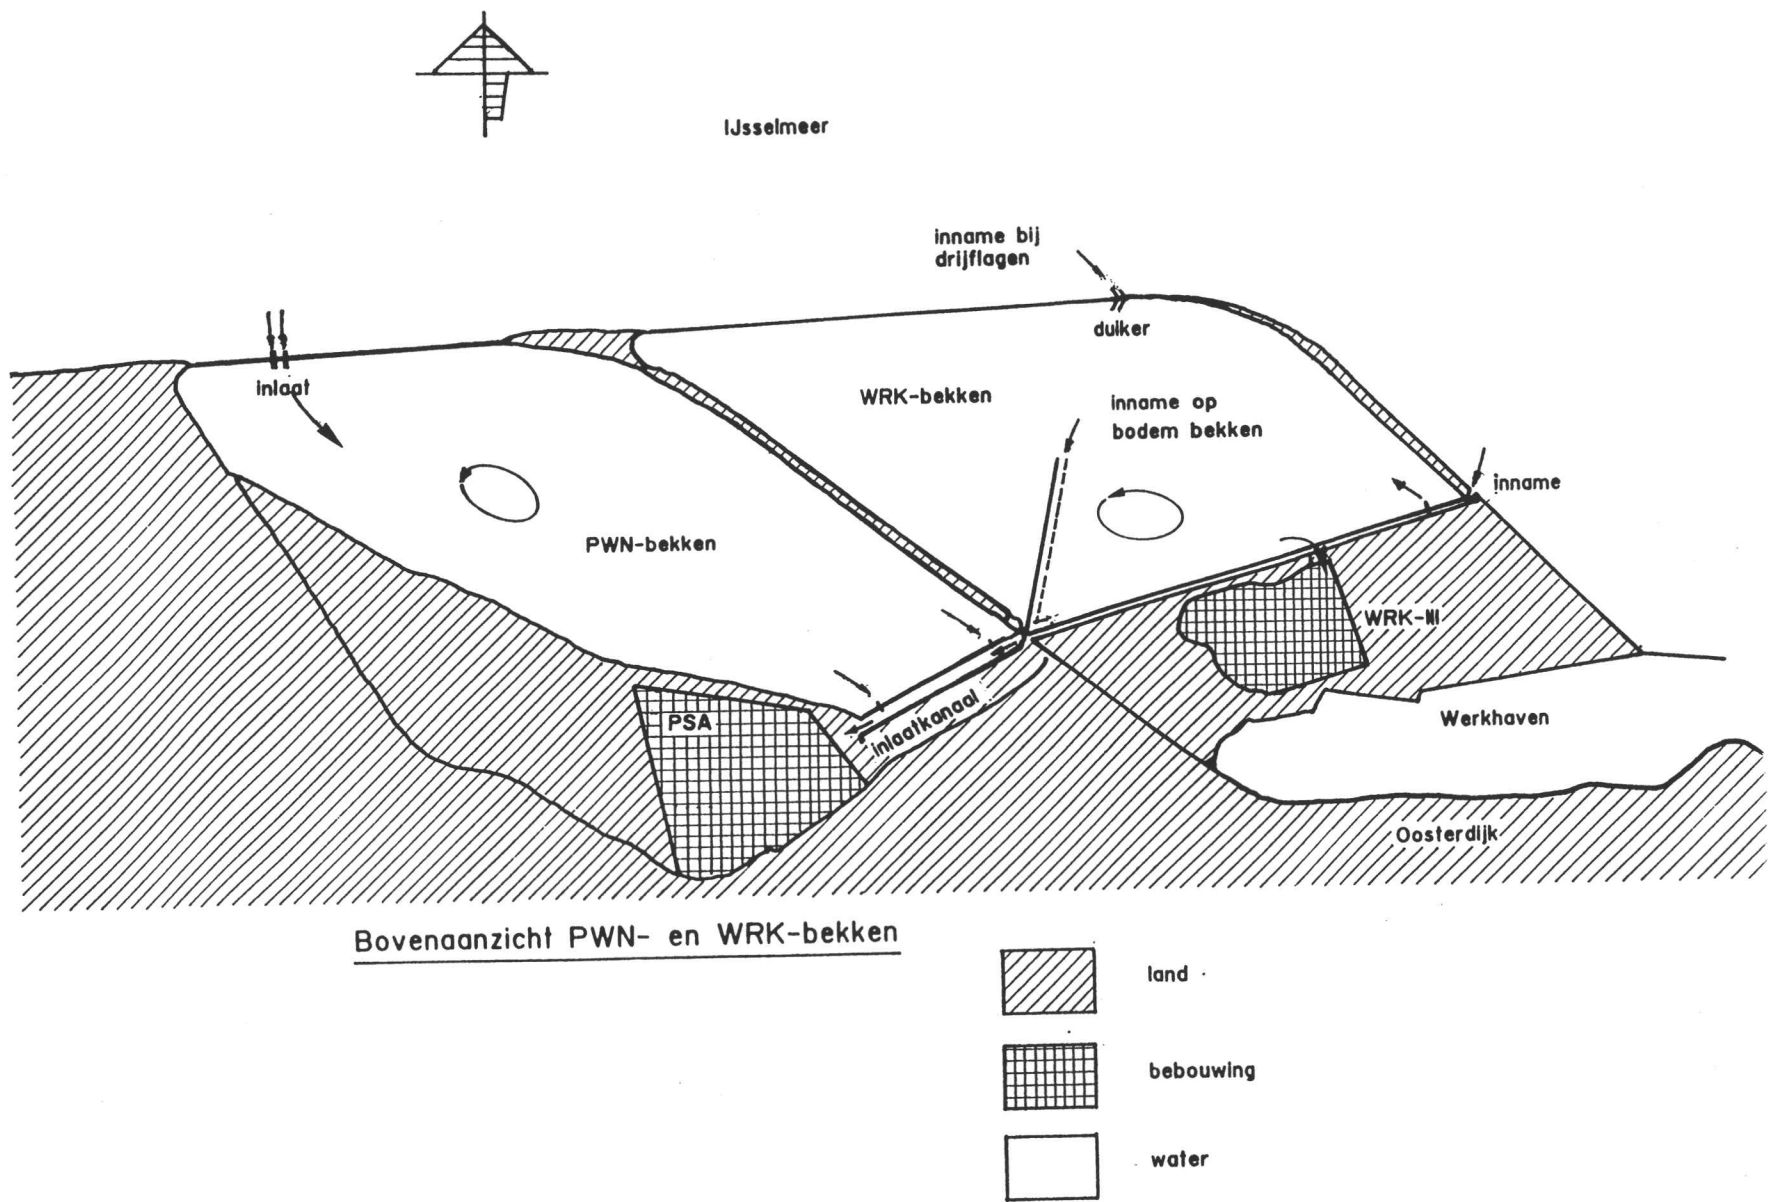 IJsselmeer
inname bij
drijflagen
duiker
inlaat
WRK-bekken
inname op
bodem bekken
inname
PWN-bekken
WRK-III
PSA
inlaatkanaal
Werkhaven
Oosterdijk
Bovenaanzicht PWN- en WRK-bekken
land
bebouwing
water